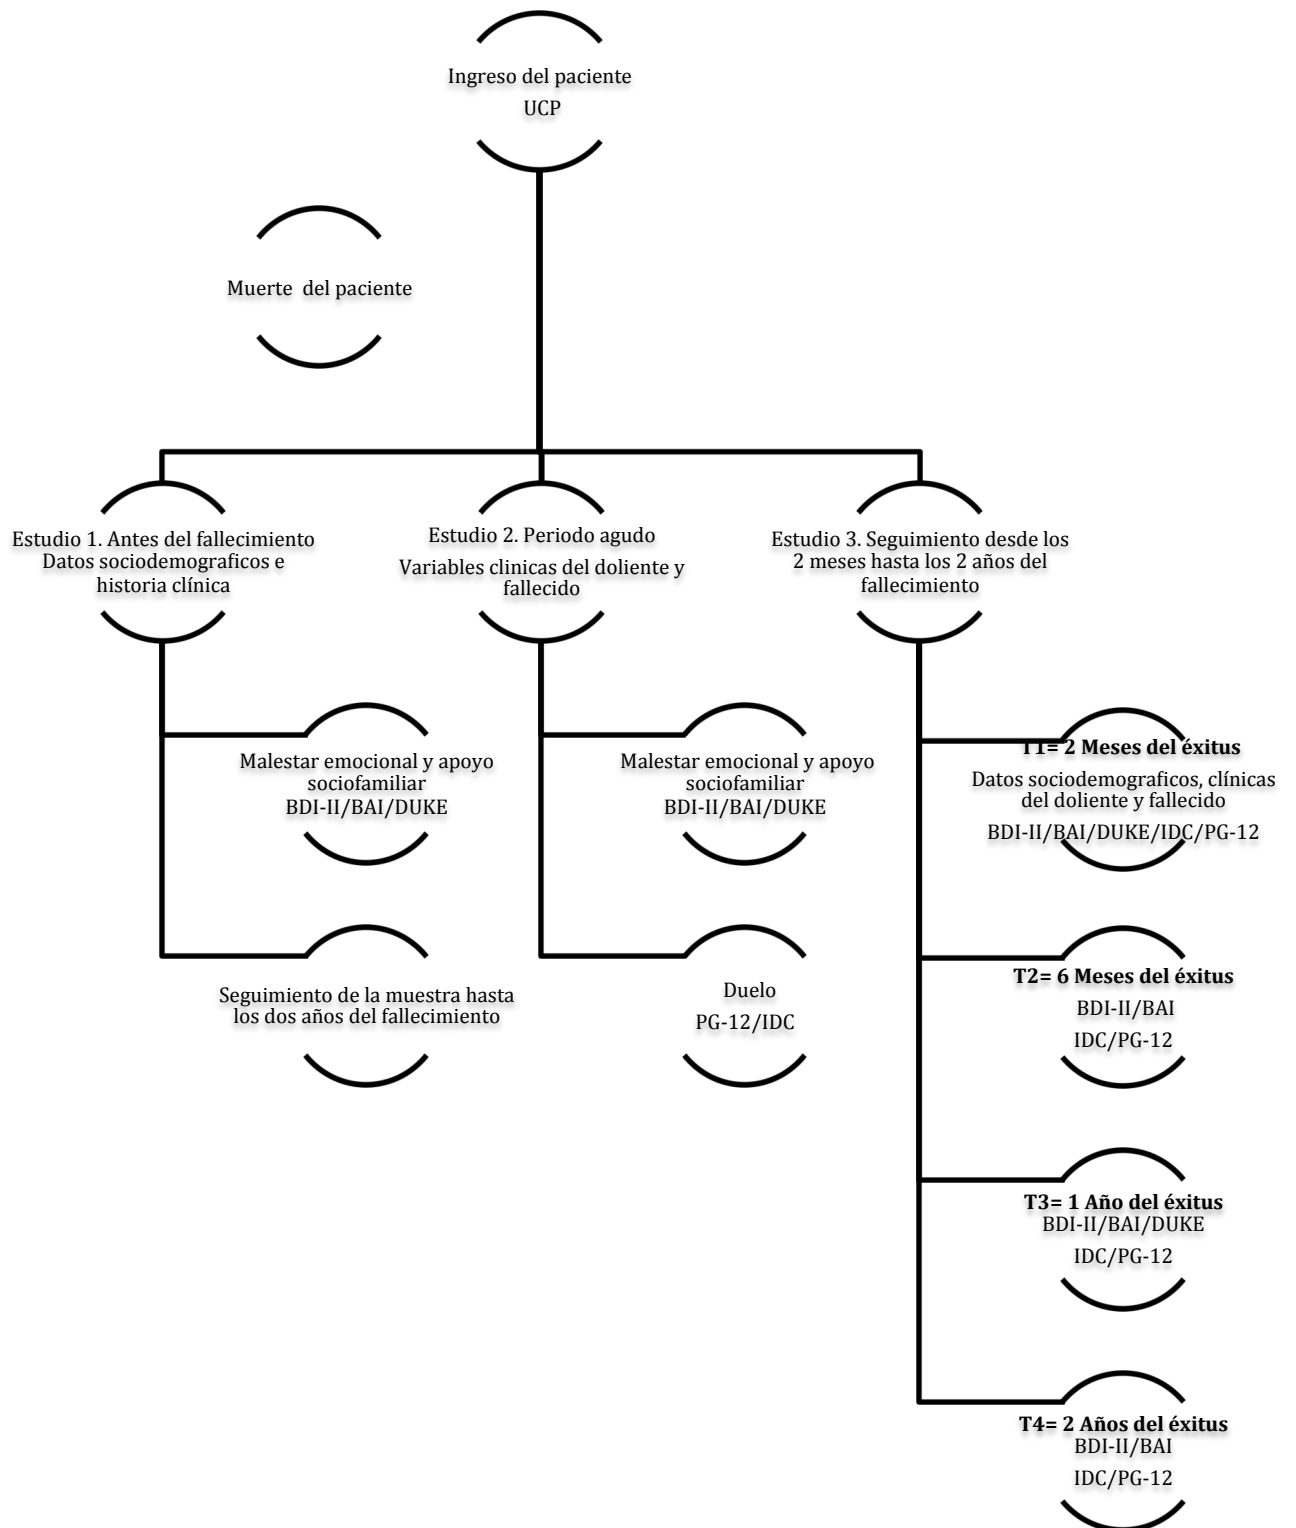 Ingreso del paciente
UCP
Muerte del paciente
Estudio 1. Antes del fallecimiento
Datos sociodemograficos e
historia clínica
Estudio 2. Periodo agudo
Variables clinicas del doliente y
fallecido
Estudio 3. Seguimiento desde los
2 meses hasta los 2 años del
fallecimiento
Malestar emocional y apoyo
sociofamiliar
BDI-II/BAI/DUKE
Malestar emocional y apoyo
sociofamiliar
BDI-II/BAI/DUKE
T1= 2 Meses del éxitus
Datos sociodemograficos, clínicas
del doliente y fallecido
BDI-II/BAI/DUKE/IDC/PG-12
Seguimiento de la muestra hasta
los dos años del fallecimiento
Duelo
PG-12/IDC
T2= 6 Meses del éxitus
BDI-II/BAI
IDC/PG-12
T3= 1 Año del éxitus
BDI-II/BAI/DUKE
IDC/PG-12
T4= 2 Años del éxitus
BDI-II/BAI
IDC/PG-12